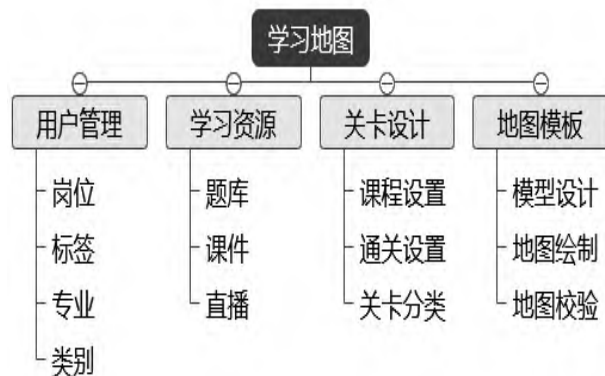 学习地图
用户管理 学习资源 关卡设计 地图模板
岗位 题库 课程设置 模型设计
标签 课件 通关设置 地图绘制
专业 直播 关卡分类 地图校验
类别